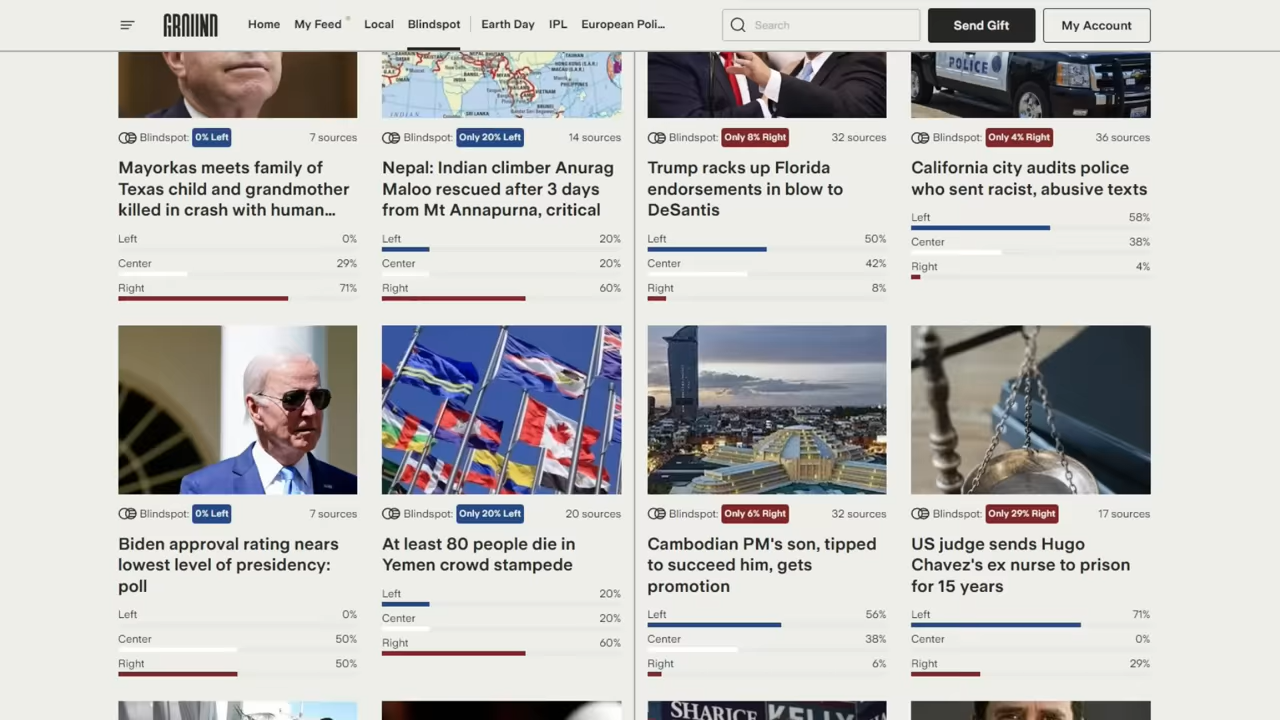 GROUND
Home
My Feed
Local
Blindspot
Earth Day
IPL
European Poli...
Search
Send Gift
My Account
POLICE
Blindspot: 0% Left
7 sources
Mayorkas meets family of
Texas child and grandmother
killed in crash with human...
Left 0%
Center 29%
Right 71%
Blindspot: Only 20% Left
14 sources
Nepal: Indian climber Anurag
Maloo rescued after 3 days
from Mt Annapurna, critical
Left 20%
Center 20%
Right 60%
Blindspot: Only 8% Right
32 sources
Trump racks up Florida
endorsements in blow to
DeSantis
Left 50%
Center 42%
Right 8%
Blindspot: Only 4% Right
36 sources
California city audits police
who sent racist, abusive texts
Left 58%
Center 38%
Right 4%
Blindspot: 0% Left
7 sources
Biden approval rating nears
lowest level of presidency:
poll
Left 0%
Center 50%
Right 50%
Blindspot: Only 20% Left
20 sources
At least 80 people die in
Yemen crowd stampede
Left 20%
Center 20%
Right 60%
Blindspot: Only 6% Right
32 sources
Cambodian PM's son, tipped
to succeed him, gets
promotion
Left 56%
Center 38%
Right 6%
Blindspot: Only 29% Right
17 sources
US judge sends Hugo
Chavez's ex nurse to prison
for 15 years
Left 71%
Center 0%
Right 29%
SHARICE
KELLY